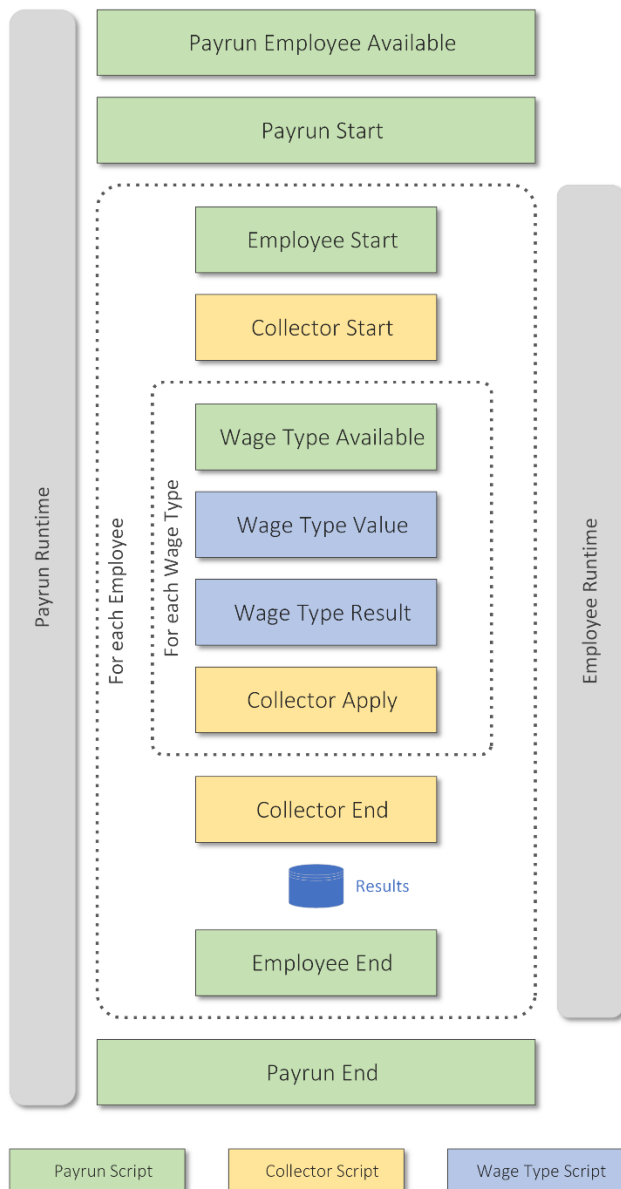 Payrun Employee Available
Payrun Start
Employee Start
Collector Start
Wage Type Available
Wage Type Value
Wage Type Result
Collector Apply
Collector End
Results
Employee End
Payrun End
Payrun Runtime
For each Employee
For each Wage Type
Employee Runtime
Payrun Script
Collector Script
Wage Type Script